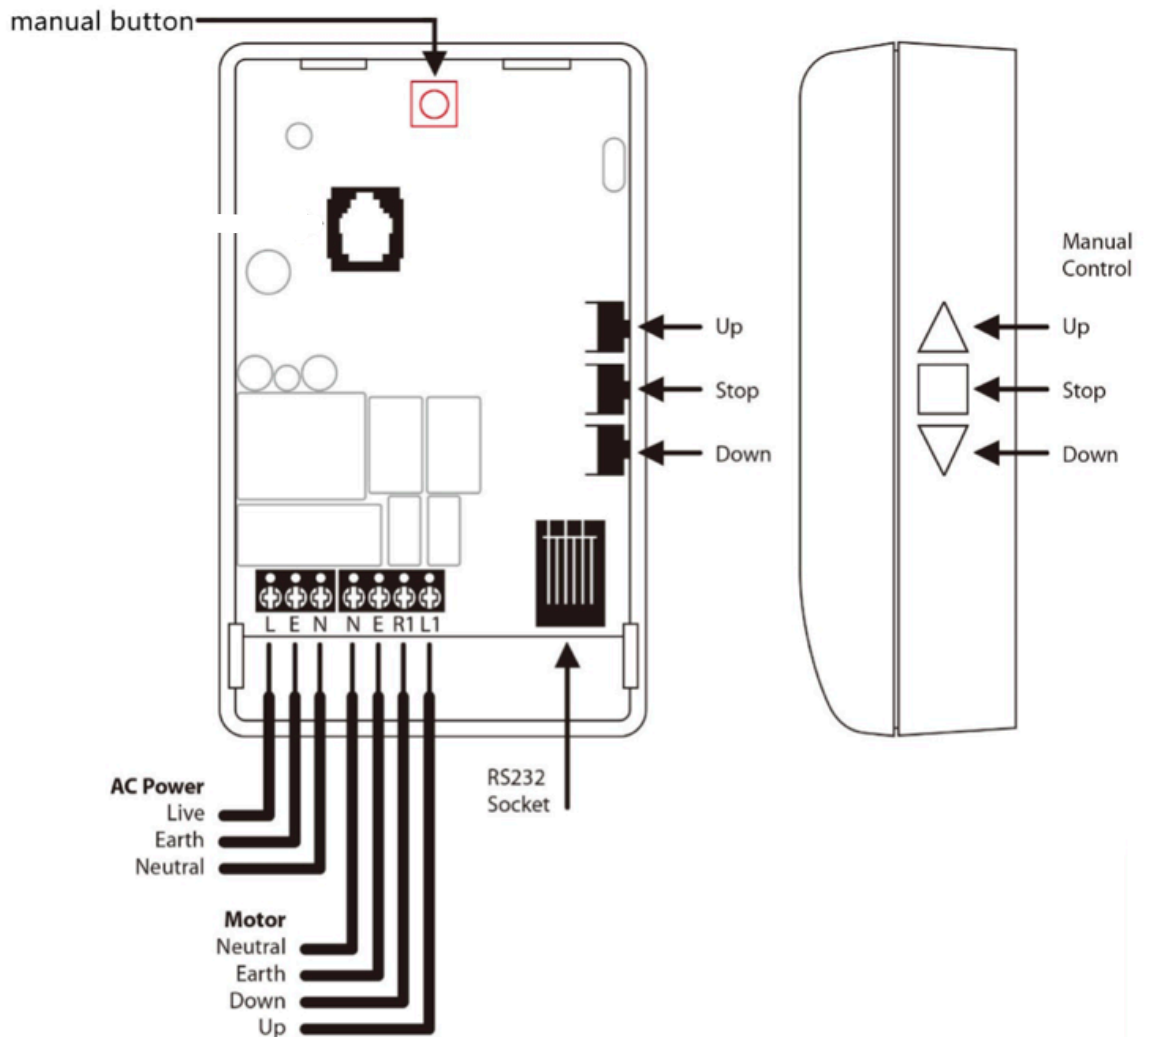 manual button
Up
Stop
Down
Manual
Control
Up
Stop
Down
L E N N E R1 L1
RS232
Socket
AC Power
Live
Earth
Neutral
Motor
Neutral
Earth
Down
Up